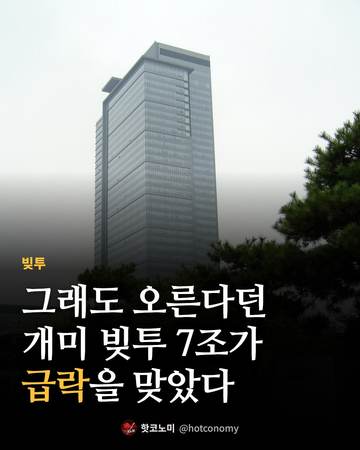 빚투
그래도 오른다던
개미 빚투 7조가
급락을 맞았다
핫코노미 @hotconomy